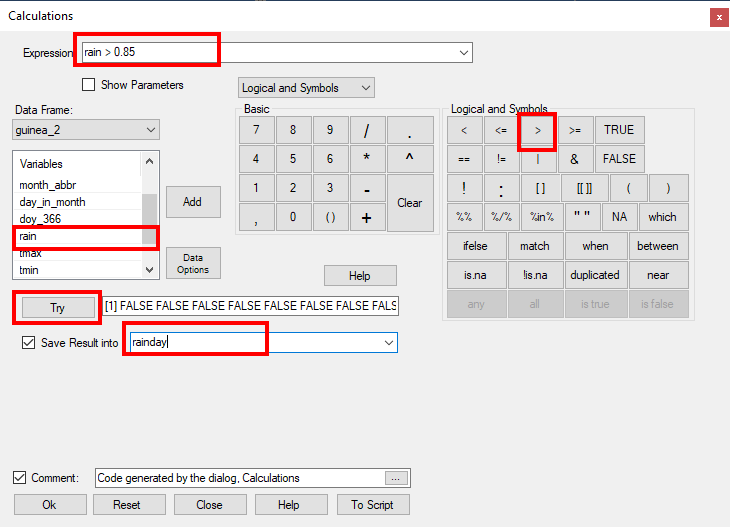 Calculations
x
Expression: rain > 0.85
Show Parameters
Logical and Symbols
Data Frame:
guinea_2
Variables
month_abbr
day_in_month
doy_366
rain
tmax
tmin
Add
Data Options
Basic
7 8 9 / .
4 5 6 * ^
1 2 3 - Clear
, 0 ( ) +
Logical and Symbols
< <= > >= TRUE
== != | & FALSE
! : [ ] [[ ]] ( )
%% %/% %in% " " NA which
ifelse match when between
is.na !is.na duplicated near
any all is true is false
Help
Try [1] FALSE FALSE FALSE FALSE FALSE FALSE FALSE FALS
Save Result into rainday
Comment: Code generated by the dialog, Calculations ...
Ok Reset Close Help To Script